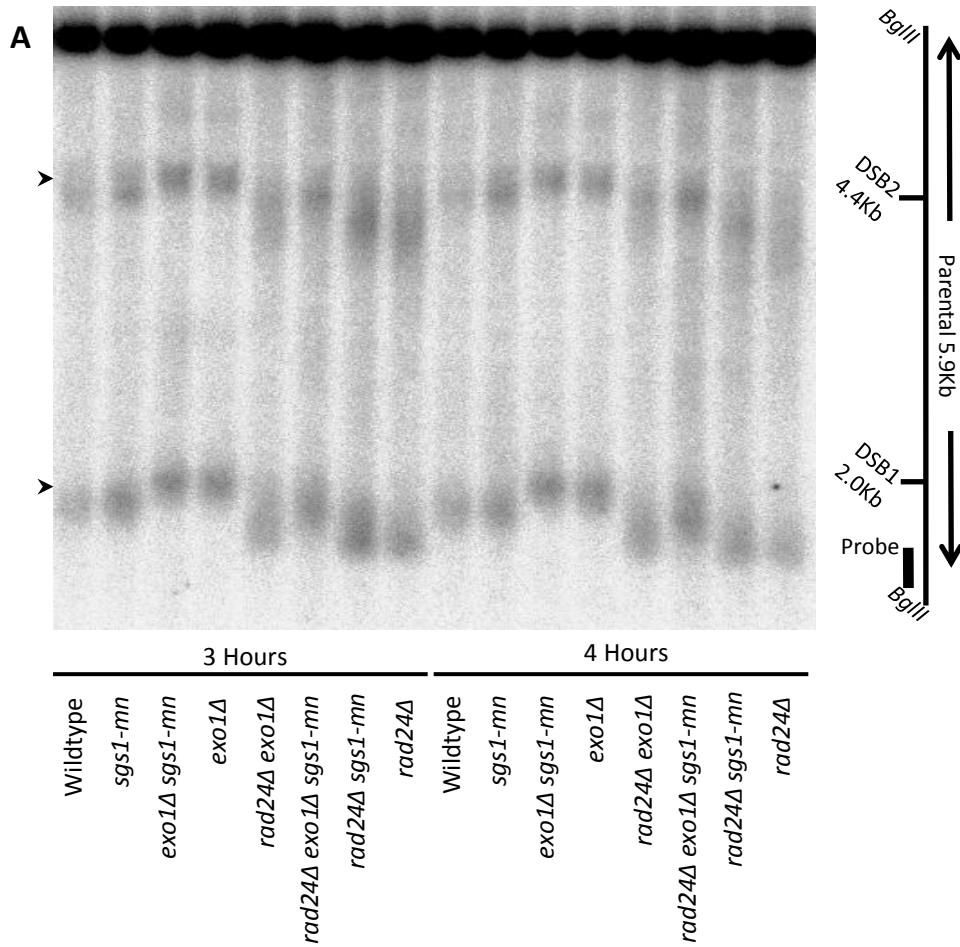 A
BglII
DSB2
4.4Kb
Parental 5.9Kb
DSB1
2.0Kb
Probe
BglII
3 Hours
4 Hours
Wildtype
sgs1-mn
exo1Δ sgs1-mn
exo1Δ
rad24Δ exo1Δ
rad24Δ exo1Δ sgs1-mn
rad24Δ sgs1-mn
rad24Δ
Wildtype
sgs1-mn
exo1Δ sgs1-mn
exo1Δ
rad24Δ exo1Δ
rad24Δ exo1Δ sgs1-mn
rad24Δ sgs1-mn
rad24Δ